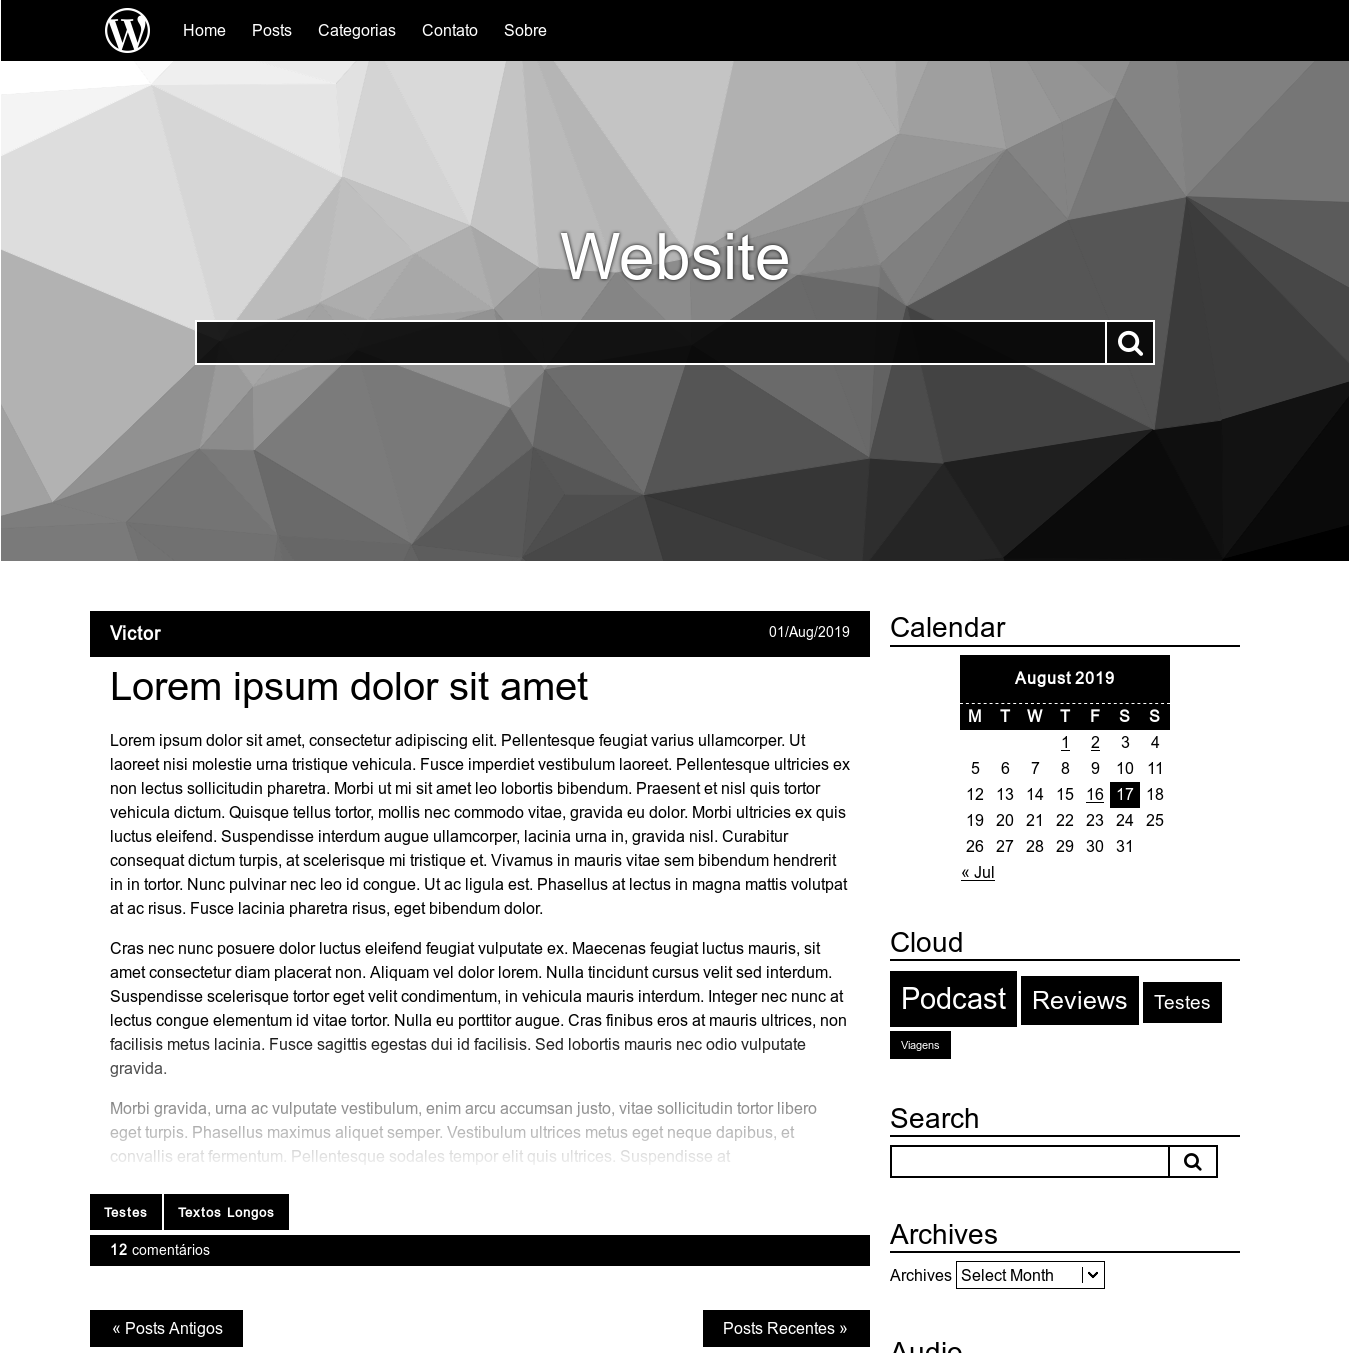 Home Posts Categorias Contato Sobre
Website
Victor 01/Aug/2019
Lorem ipsum dolor sit amet
Lorem ipsum dolor sit amet, consectetur adipiscing elit. Pellentesque feugiat varius ullamcorper. Ut
laoreet nisi molestie urna tristique vehicula. Fusce imperdiet vestibulum laoreet. Pellentesque ultricies ex
non lectus sollicitudin pharetra. Morbi ut mi sit amet leo lobortis bibendum. Praesent et nisl quis tortor
vehicula dictum. Quisque tellus tortor, mollis nec commodo vitae, gravida eu dolor. Morbi ultricies ex quis
luctus eleifend. Suspendisse interdum augue ullamcorper, lacinia urna in, gravida nisl. Curabitur
consequat dictum turpis, at scelerisque mi tristique et. Vivamus in mauris vitae sem bibendum hendrerit
in in tortor. Nunc pulvinar nec leo id congue. Ut ac ligula est. Phasellus at lectus in magna mattis volutpat
at ac risus. Fusce lacinia pharetra risus, eget bibendum dolor.
Cras nec nunc posuere dolor luctus eleifend feugiat vulputate ex. Maecenas feugiat luctus mauris, sit
amet consectetur diam placerat non. Aliquam vel dolor lorem. Nulla tincidunt cursus velit sed interdum.
Suspendisse scelerisque tortor eget velit condimentum, in vehicula mauris interdum. Integer nec nunc at
lectus congue elementum id vitae tortor. Nulla eu porttitor augue. Cras finibus eros at mauris ultrices, non
facilisis metus lacinia. Fusce sagittis egestas dui id facilisis. Sed lobortis mauris nec odio vulputate
gravida.
Morbi gravida, urna ac vulputate vestibulum, enim arcu accumsan justo, vitae sollicitudin tortor libero
eget turpis. Phasellus maximus aliquet semper. Vestibulum ultrices metus eget neque dapibus, et
convallis erat fermentum. Pellentesque sodales tempor elit quis ultrices. Suspendisse at
Testes Textos Longos
12 comentários
« Posts Antigos Posts Recentes »
Calendar
August 2019
M T W T F S S
1 2 3 4
5 6 7 8 9 10 11
12 13 14 15 16 17 18
19 20 21 22 23 24 25
26 27 28 29 30 31
« Jul
Cloud
Podcast Reviews Testes
Viagens
Search
Archives
Archives Select Month
Audio